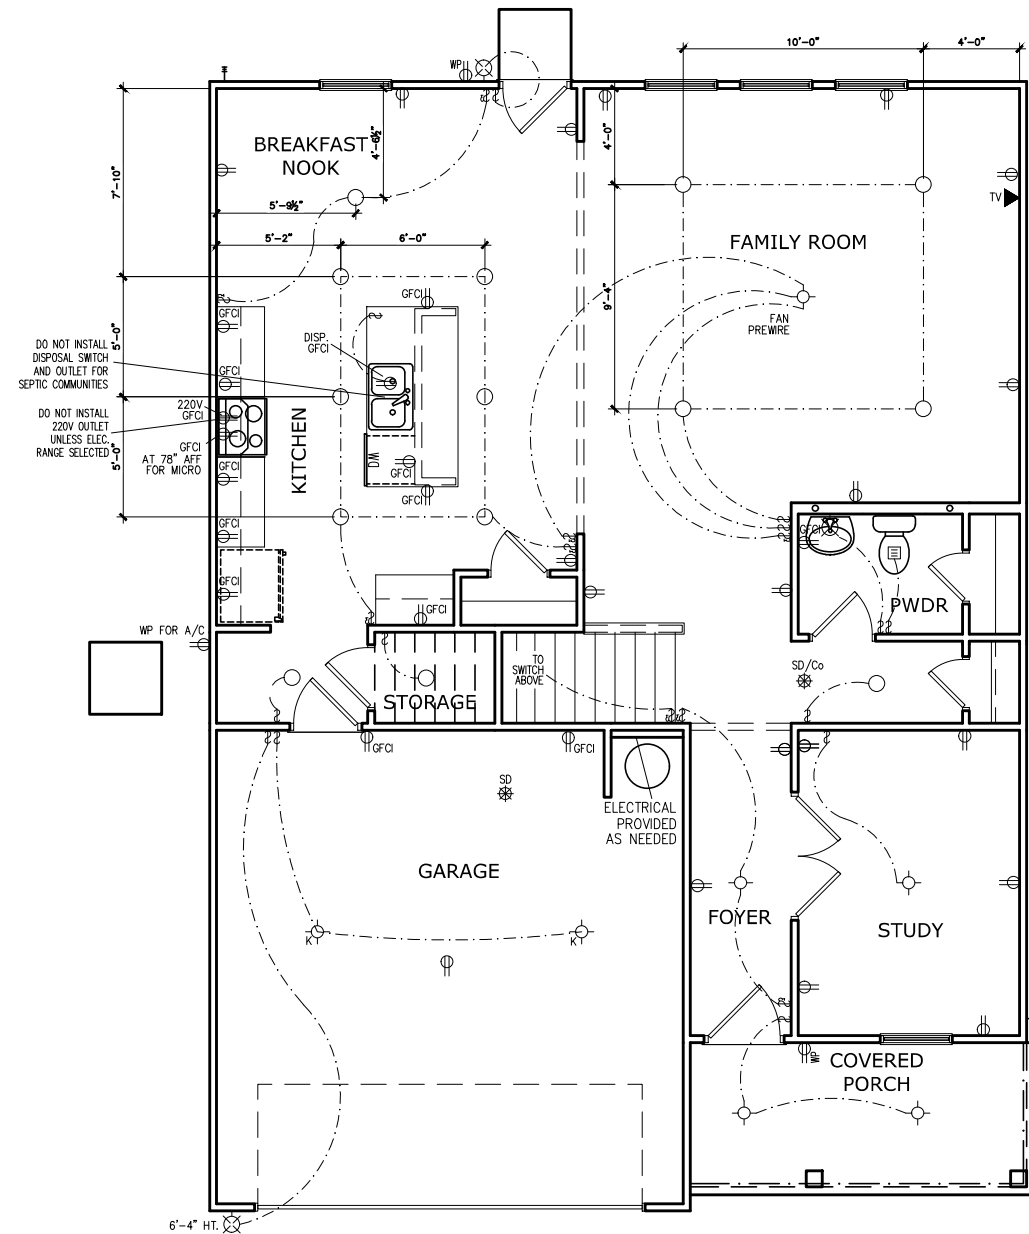 10'-0"
4'-0"
WP
BREAKFAST
NOOK
4'-6½"
4'-0"
7'-10"
TV
5'-9½"
5'-2"
6'-0"
FAMILY ROOM
9'-4"
GFCI
GFCI
FAN
PREWIRE
DISP.
GFCI
5'-0"
DO NOT INSTALL
DISPOSAL SWITCH
AND OUTLET FOR
SEPTIC COMMUNITIES
GFCI
DO NOT INSTALL
220V OUTLET
UNLESS ELEC.
RANGE SELECTED
220V
GFCI
GFCI
AT 78" AFF
FOR MICRO
5'-0"
KITCHEN
DW
GFCI
GFCI
GFCI
GFCI
GFCI
GFCI
GFCI
PWDR
WP FOR A/C
TO
SWITCH
ABOVE
SD/Co
STORAGE
GFCI
GFCI
SD
ELECTRICAL
PROVIDED
AS NEEDED
GARAGE
FOYER
STUDY
K
K
WP
COVERED
PORCH
6'-4" HT.